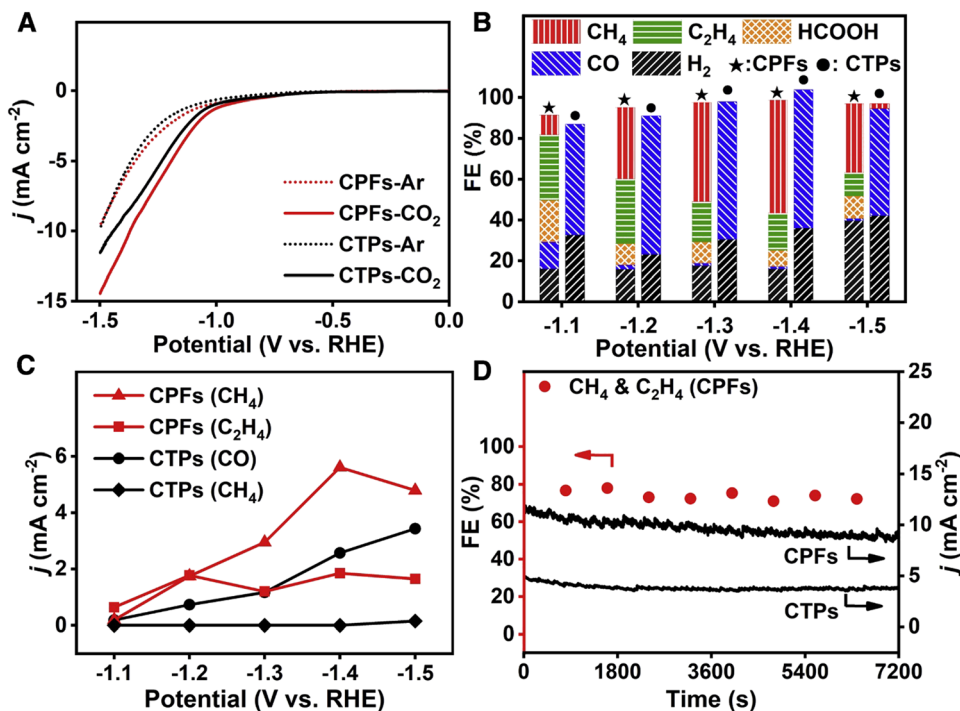 A
j (mA cm⁻²)
0
-5
-10
-15
CPFs-Ar
CPFs-CO₂
CTPs-Ar
CTPs-CO₂
-1.5 -1.0 -0.5 0.0
Potential (V vs. RHE)
B
CH₄ C₂H₄ HCOOH
CO H₂ ★:CPFs ●: CTPs
FE (%)
100
80
60
40
20
0
-1.1 -1.2 -1.3 -1.4 -1.5
Potential (V vs. RHE)
C
CPFs (CH₄)
CPFs (C₂H₄)
CTPs (CO)
CTPs (CH₄)
j (mA cm⁻²)
6
4
2
0
-1.1 -1.2 -1.3 -1.4 -1.5
Potential (V vs. RHE)
D
CH₄ & C₂H₄ (CPFs)
FE (%)
100
80
60
40
20
0
CPFs
CTPs
25
20
15
10
5
0
j (mA cm⁻²)
0 1800 3600 5400 7200
Time (s)